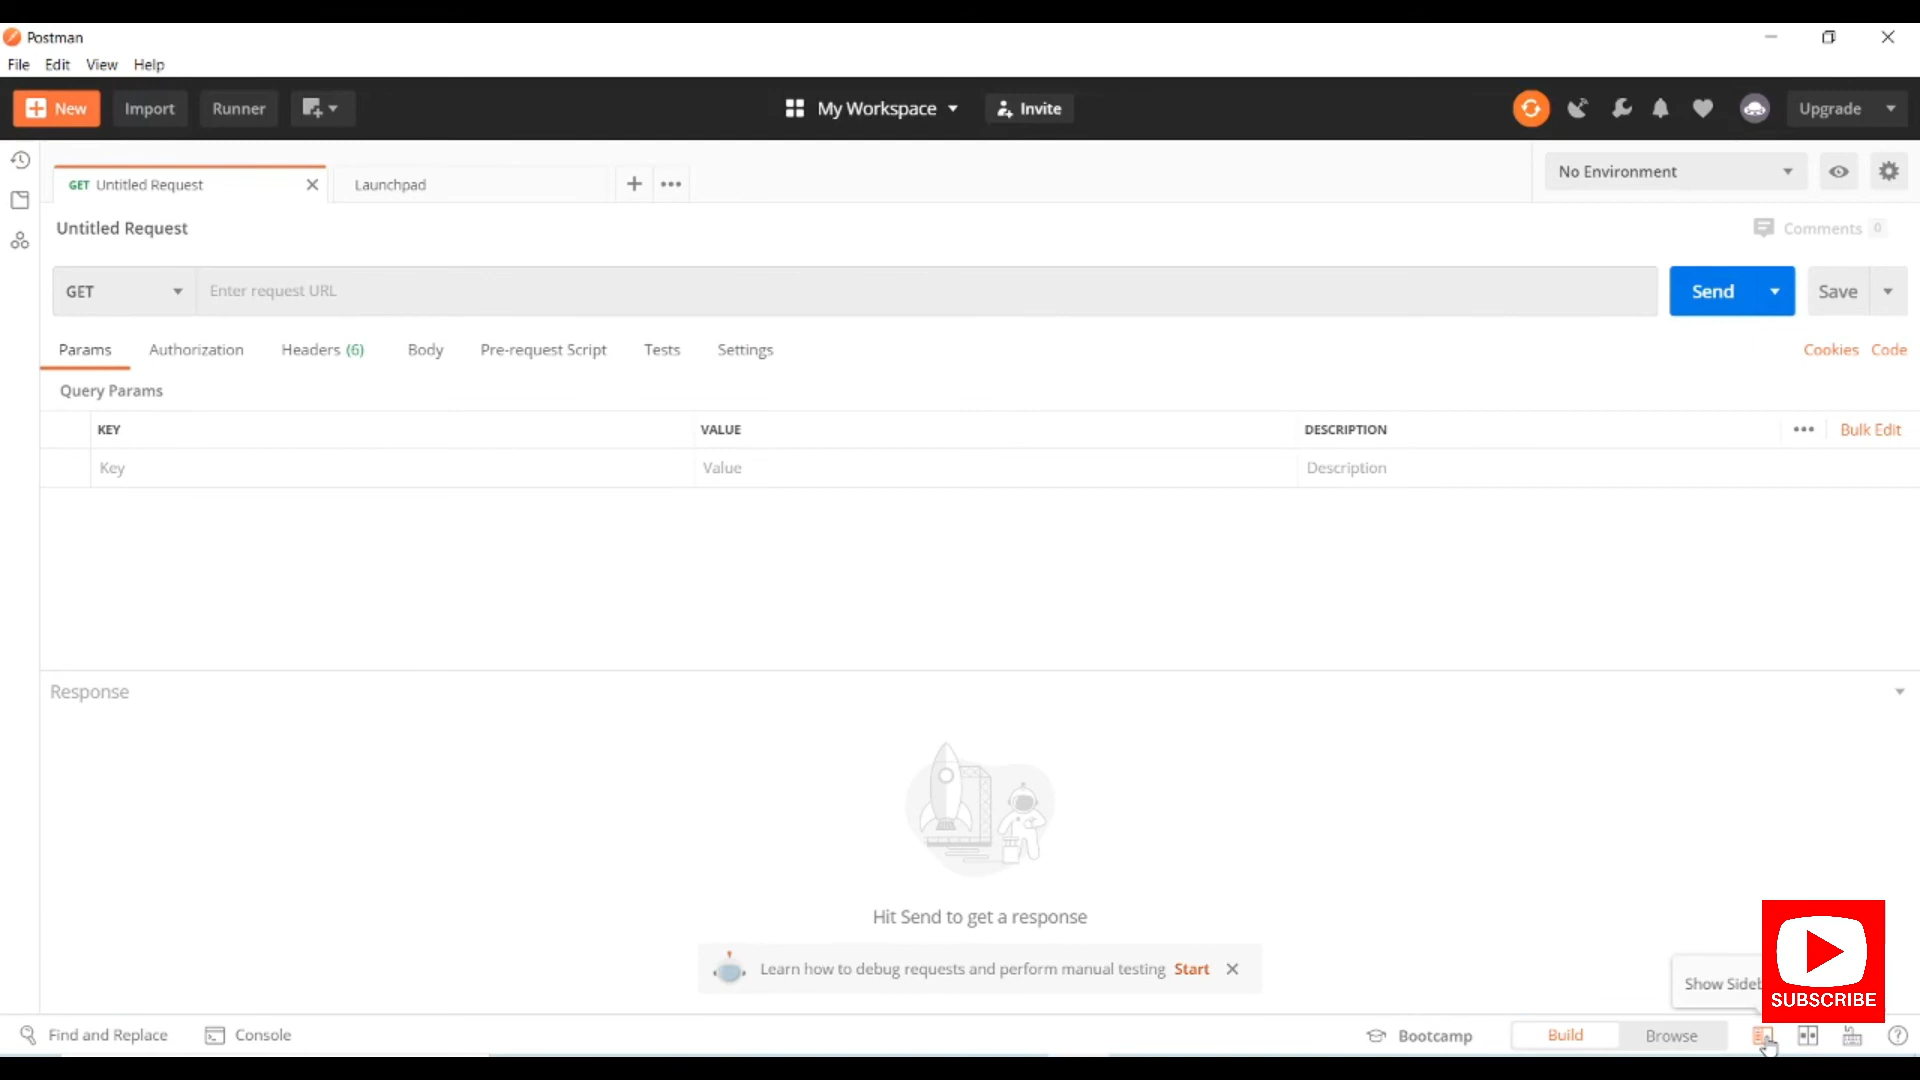 Postman
File Edit View Help
New Import Runner My Workspace Invite Upgrade
GET Untitled Request Launchpad No Environment
Untitled Request Comments 0
GET Enter request URL Send Save
Params Authorization Headers (6) Body Pre-request Script Tests Settings Cookies Code
Query Params
KEY VALUE DESCRIPTION Bulk Edit
Key Value Description
Response
Hit Send to get a response
Learn how to debug requests and perform manual testing Start
Show
SUBSCRIBE
Find and Replace Console Bootcamp Build Browse